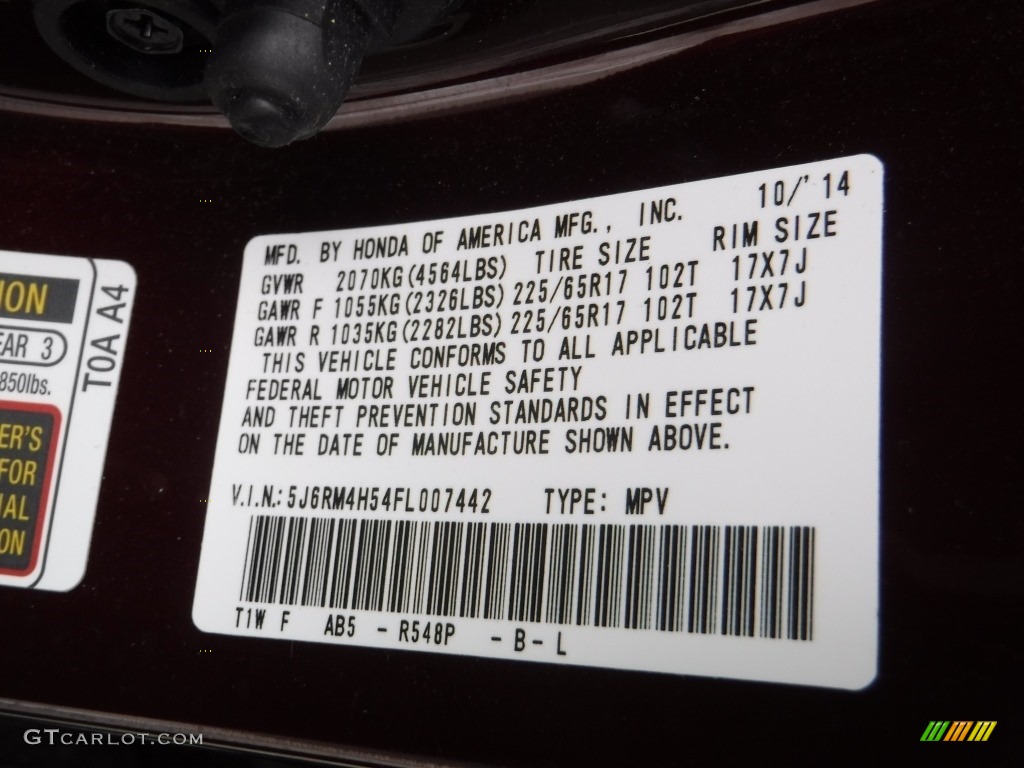 MFD. BY HONDA OF AMERICA MFG., INC. 10/'14
GVWR 2070KG(4564LBS) TIRE SIZE RIM SIZE
GAWR F 1055KG(2326LBS) 225/65R17 102T 17X7J
GAWR R 1035KG(2282LBS) 225/65R17 102T 17X7J
THIS VEHICLE CONFORMS TO ALL APPLICABLE
FEDERAL MOTOR VEHICLE SAFETY
AND THEFT PREVENTION STANDARDS IN EFFECT
ON THE DATE OF MANUFACTURE SHOWN ABOVE.
V.I.N.: 5J6RM4H54FL007442 TYPE: MPV
T1W F AB5 - R548P - B - L
ION
EAR 3
850lbs.
ER'S
FOR
IAL
ON
T0A A4
GTCARLOT.COM